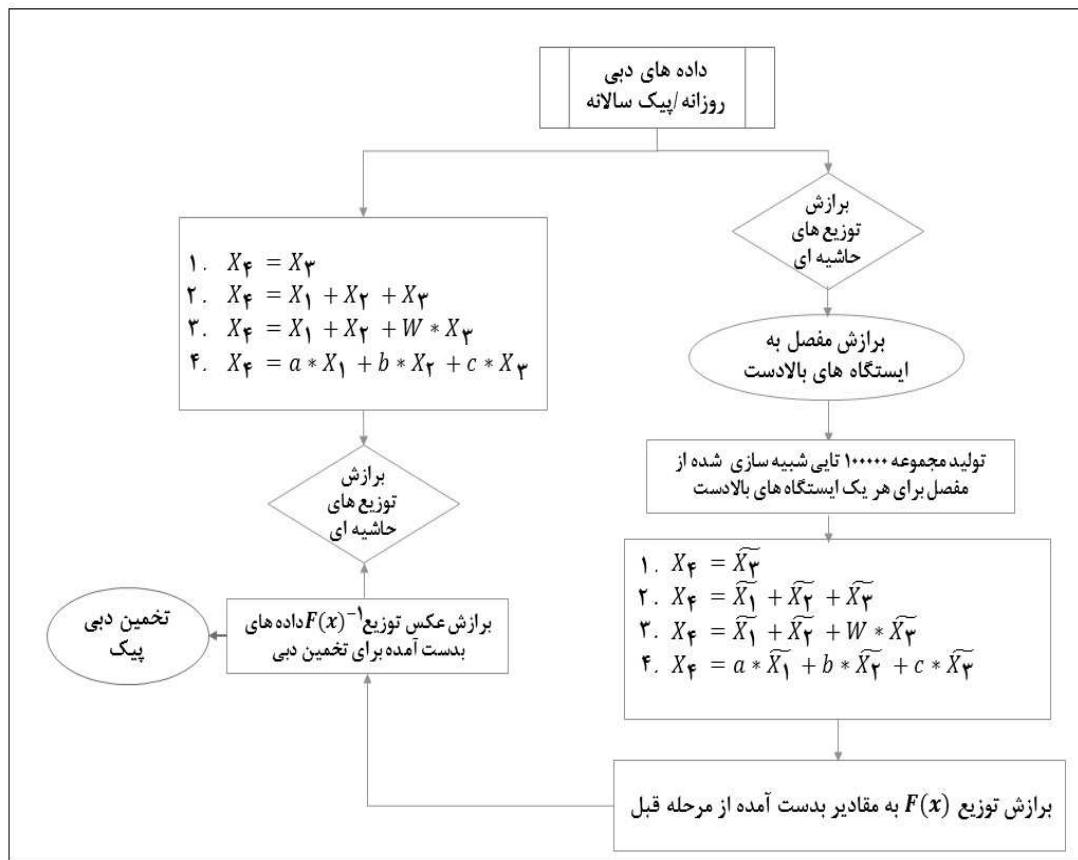 داده های دبی
روزانه /پیک سالانه
برازش
توزیع های
حاشیه ای
برازش مفصل به
ایستگاه های بالادست
تولید مجموعه ۱۰۰۰۰۰ تایی شبیه سازی شده از
مفصل برای هر یک ایستگاه های بالادست
۱. X۴ = X̃۳
۲. X۴ = X̃۱ + X̃۲ + X̃۳
۳. X۴ = X̃۱ + X̃۲ + W * X̃۳
۴. X۴ = a * X̃۱ + b * X̃۲ + c * X̃۳
برازش توزیع F(x) به مقادیر بدست آمده از مرحله قبل
۱. X۴ = X۳
۲. X۴ = X۱ + X۲ + X۳
۳. X۴ = X۱ + X۲ + W * X۳
۴. X۴ = a * X۱ + b * X۲ + c * X۳
برازش
توزیع های
حاشیه ای
برازش عکس توزیع F(x)⁻¹ داده های
بدست آمده برای تخمین دبی
تخمین دبی
پیک